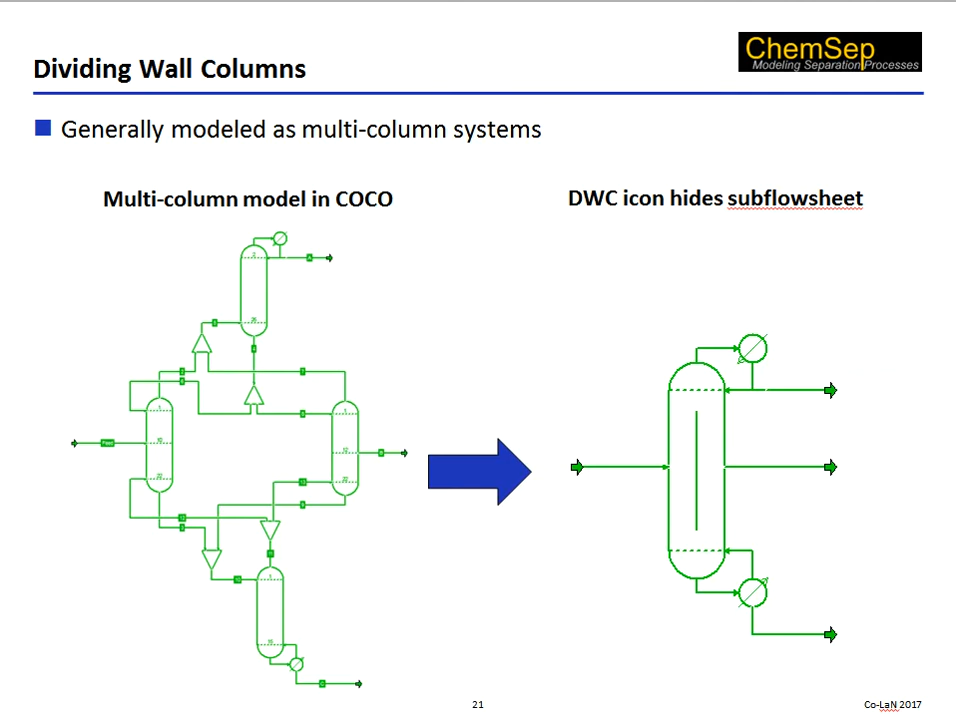 Dividing Wall Columns
ChemSep
Modeling Separation Processes
Generally modeled as multi-column systems
Multi-column model in COCO
DWC icon hides subflowsheet
21
Co-LaN 2017